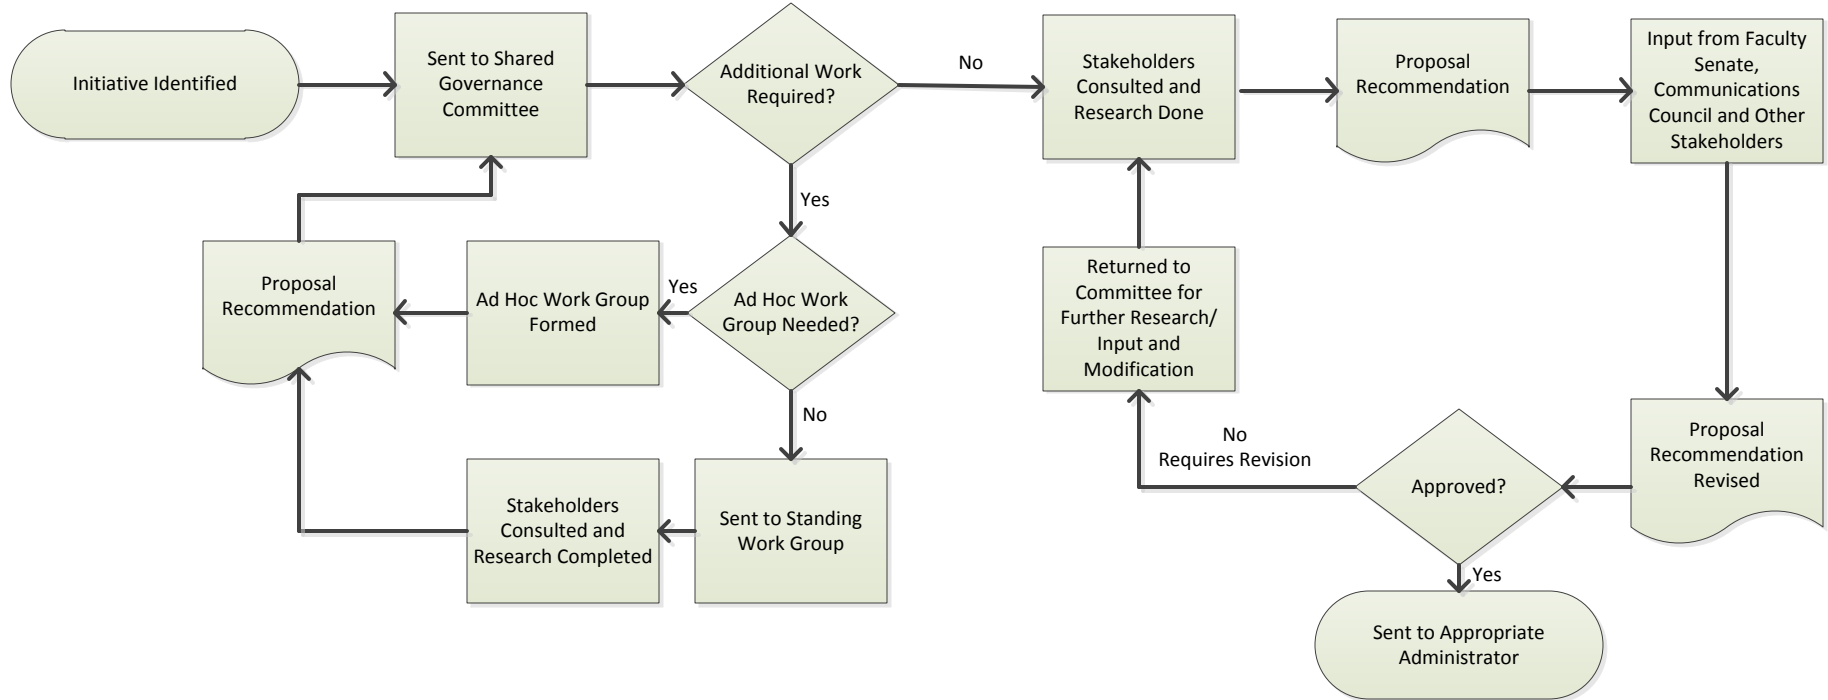 Initiative Identified
Sent to Shared
Governance
Committee
Additional Work
Required?
No
Stakeholders
Consulted and
Research Done
Proposal
Recommendation
Input from Faculty
Senate,
Communications
Council and Other
Stakeholders
Yes
Proposal
Recommendation
Ad Hoc Work Group
Formed
Yes
Ad Hoc Work
Group Needed?
Returned to
Committee for
Further Research/
Input and
Modification
No
No
Requires Revision
Approved?
Proposal
Recommendation
Revised
Stakeholders
Consulted and
Research Completed
Sent to Standing
Work Group
Yes
Sent to Appropriate
Administrator